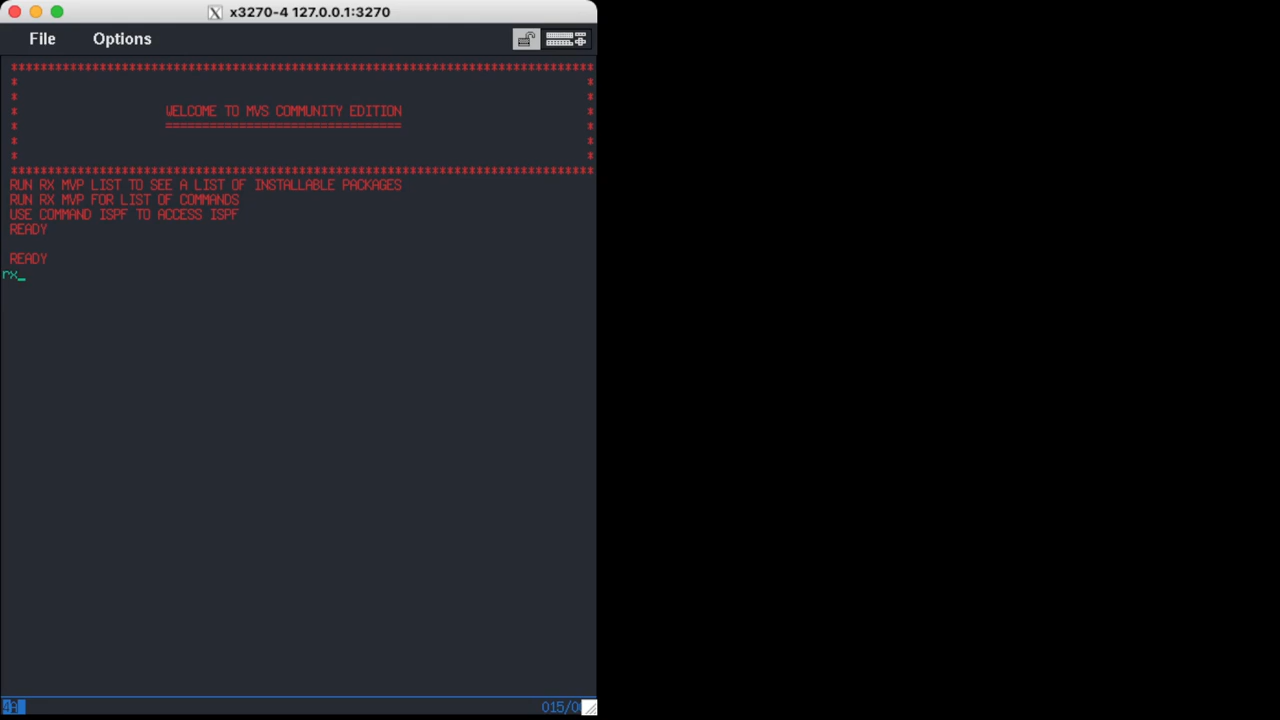 x3270-4 127.0.0.1:3270
File Options
*******************************************************************************
* *
* *
* WELCOME TO MVS COMMUNITY EDITION *
* ================================ *
* *
* *
*******************************************************************************
RUN RX MVP LIST TO SEE A LIST OF INSTALLABLE PACKAGES
RUN RX MVP FOR LIST OF COMMANDS
USE COMMAND ISPF TO ACCESS ISPF
READY
READY
rx_
4A 015/0